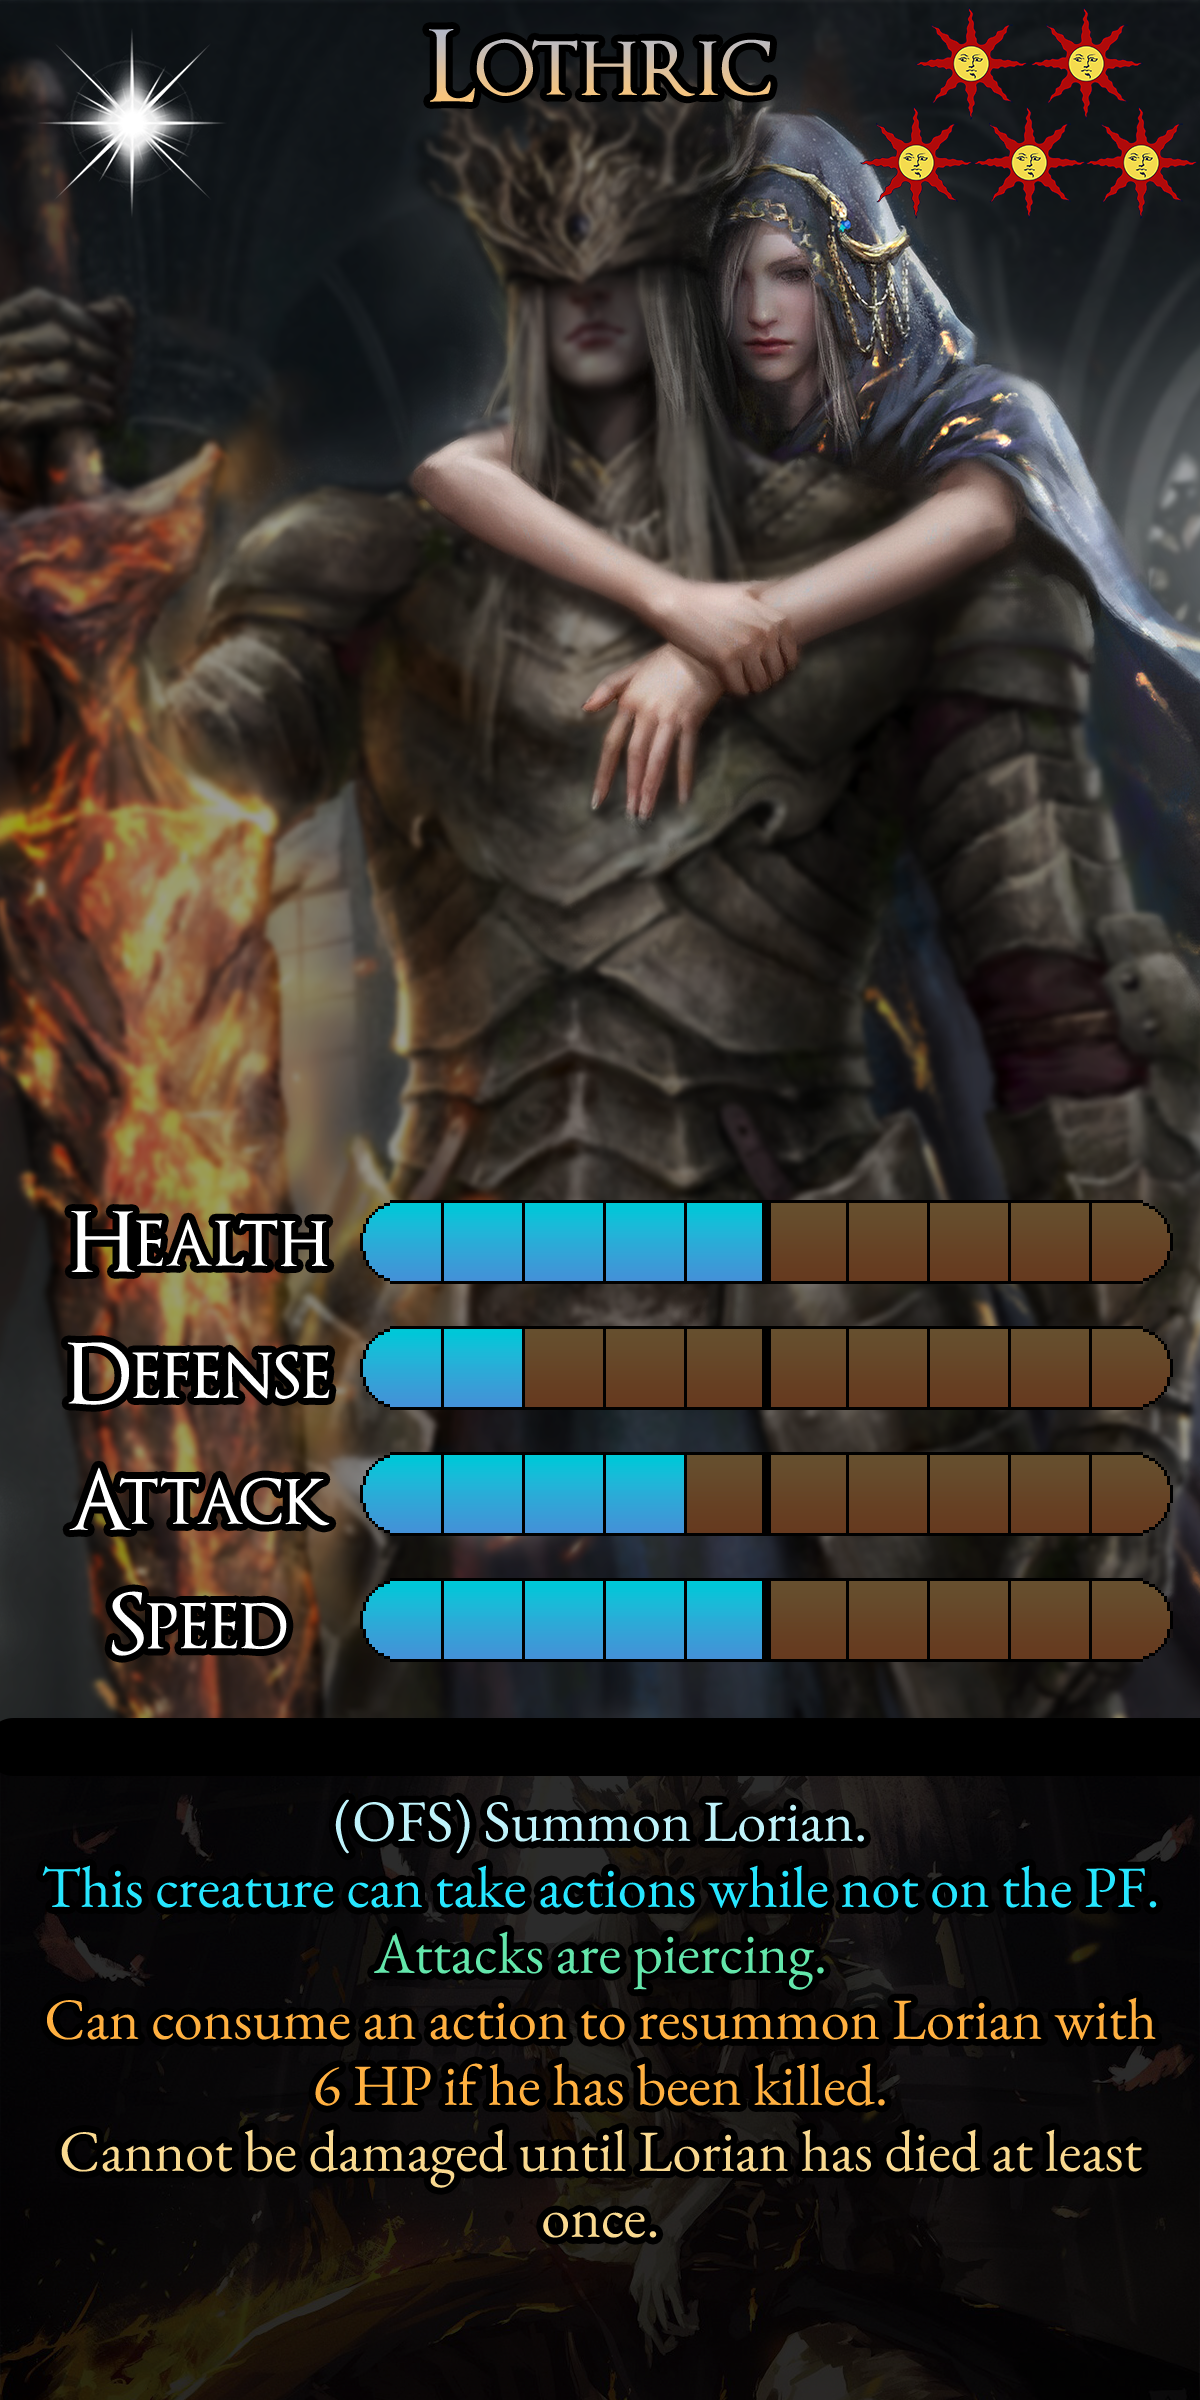 Lothric
Health
Defense
Attack
Speed
(OFS) Summon Lorian.
This creature can take actions while not on the PF.
Attacks are piercing.
Can consume an action to resummon Lorian with
6 HP if he has been killed.
Cannot be damaged until Lorian has died at least
once.